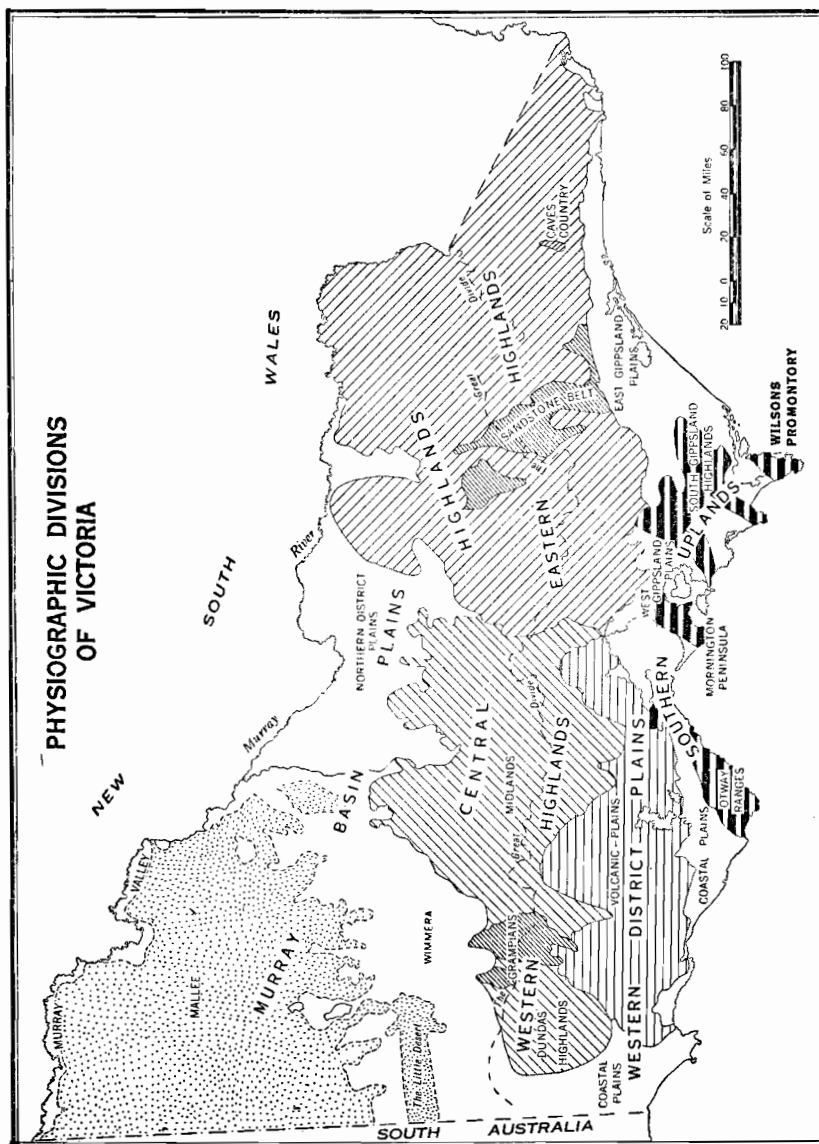 PHYSIOGRAPHIC DIVISIONS
OF VICTORIA
NEW
SOUTH
WALES
MURRAY
VALLEY
Murray
River
MALLEE
MURRAY
BASIN
PLAINS
NORTHERN DISTRICT
PLAINS
The Little Desert
WIMMERA
HIGHLANDS
EASTERN
HIGHLANDS
Great
Divide
The
SANDSTONE BELT
CAVES
COUNTRY
CENTRAL
MIDLANDS
HIGHLANDS
Great
Divide
The
GRAMPIANS
WESTERN
DUNDAS
HIGHLANDS
VOLCANIC-PLAINS
WESTERN DISTRICT PLAINS
COASTAL
PLAINS
COASTAL PLAINS
OTWAY
RANGES
SOUTHERN
UPLANDS
MORNINGTON
PENINSULA
WEST
GIPPSLAND
PLAINS
SOUTH GIPPSLAND
HIGHLANDS
WILSONS
PROMONTORY
EAST GIPPSLAND
PLAINS
SOUTH AUSTRALIA
Scale of Miles
20 10 0 20 40 60 80 100